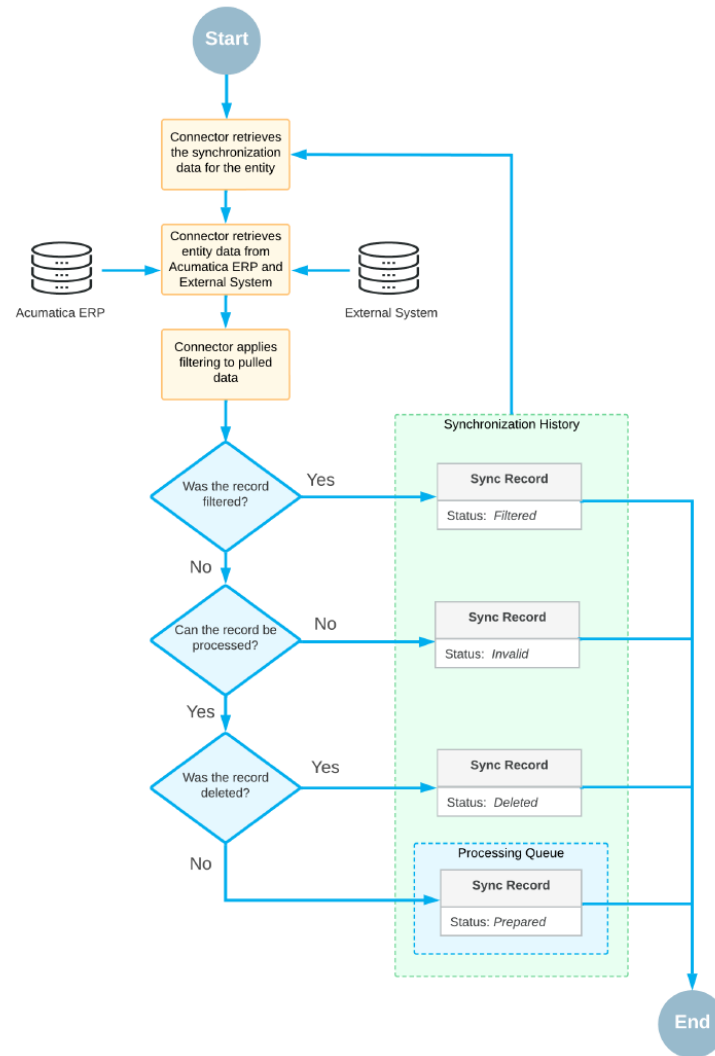 Start
Connector retrieves
the synchronization
data for the entity
Connector retrieves
entity data from
Acumatica ERP and
External System
Acumatica ERP
External System
Connector applies
filtering to pulled
data
Synchronization History
Was the record
filtered?
Yes
Sync Record
Status: Filtered
No
Can the record be
processed?
No
Sync Record
Status: Invalid
Yes
Was the record
deleted?
Yes
Sync Record
Status: Deleted
No
Processing Queue
Sync Record
Status: Prepared
End